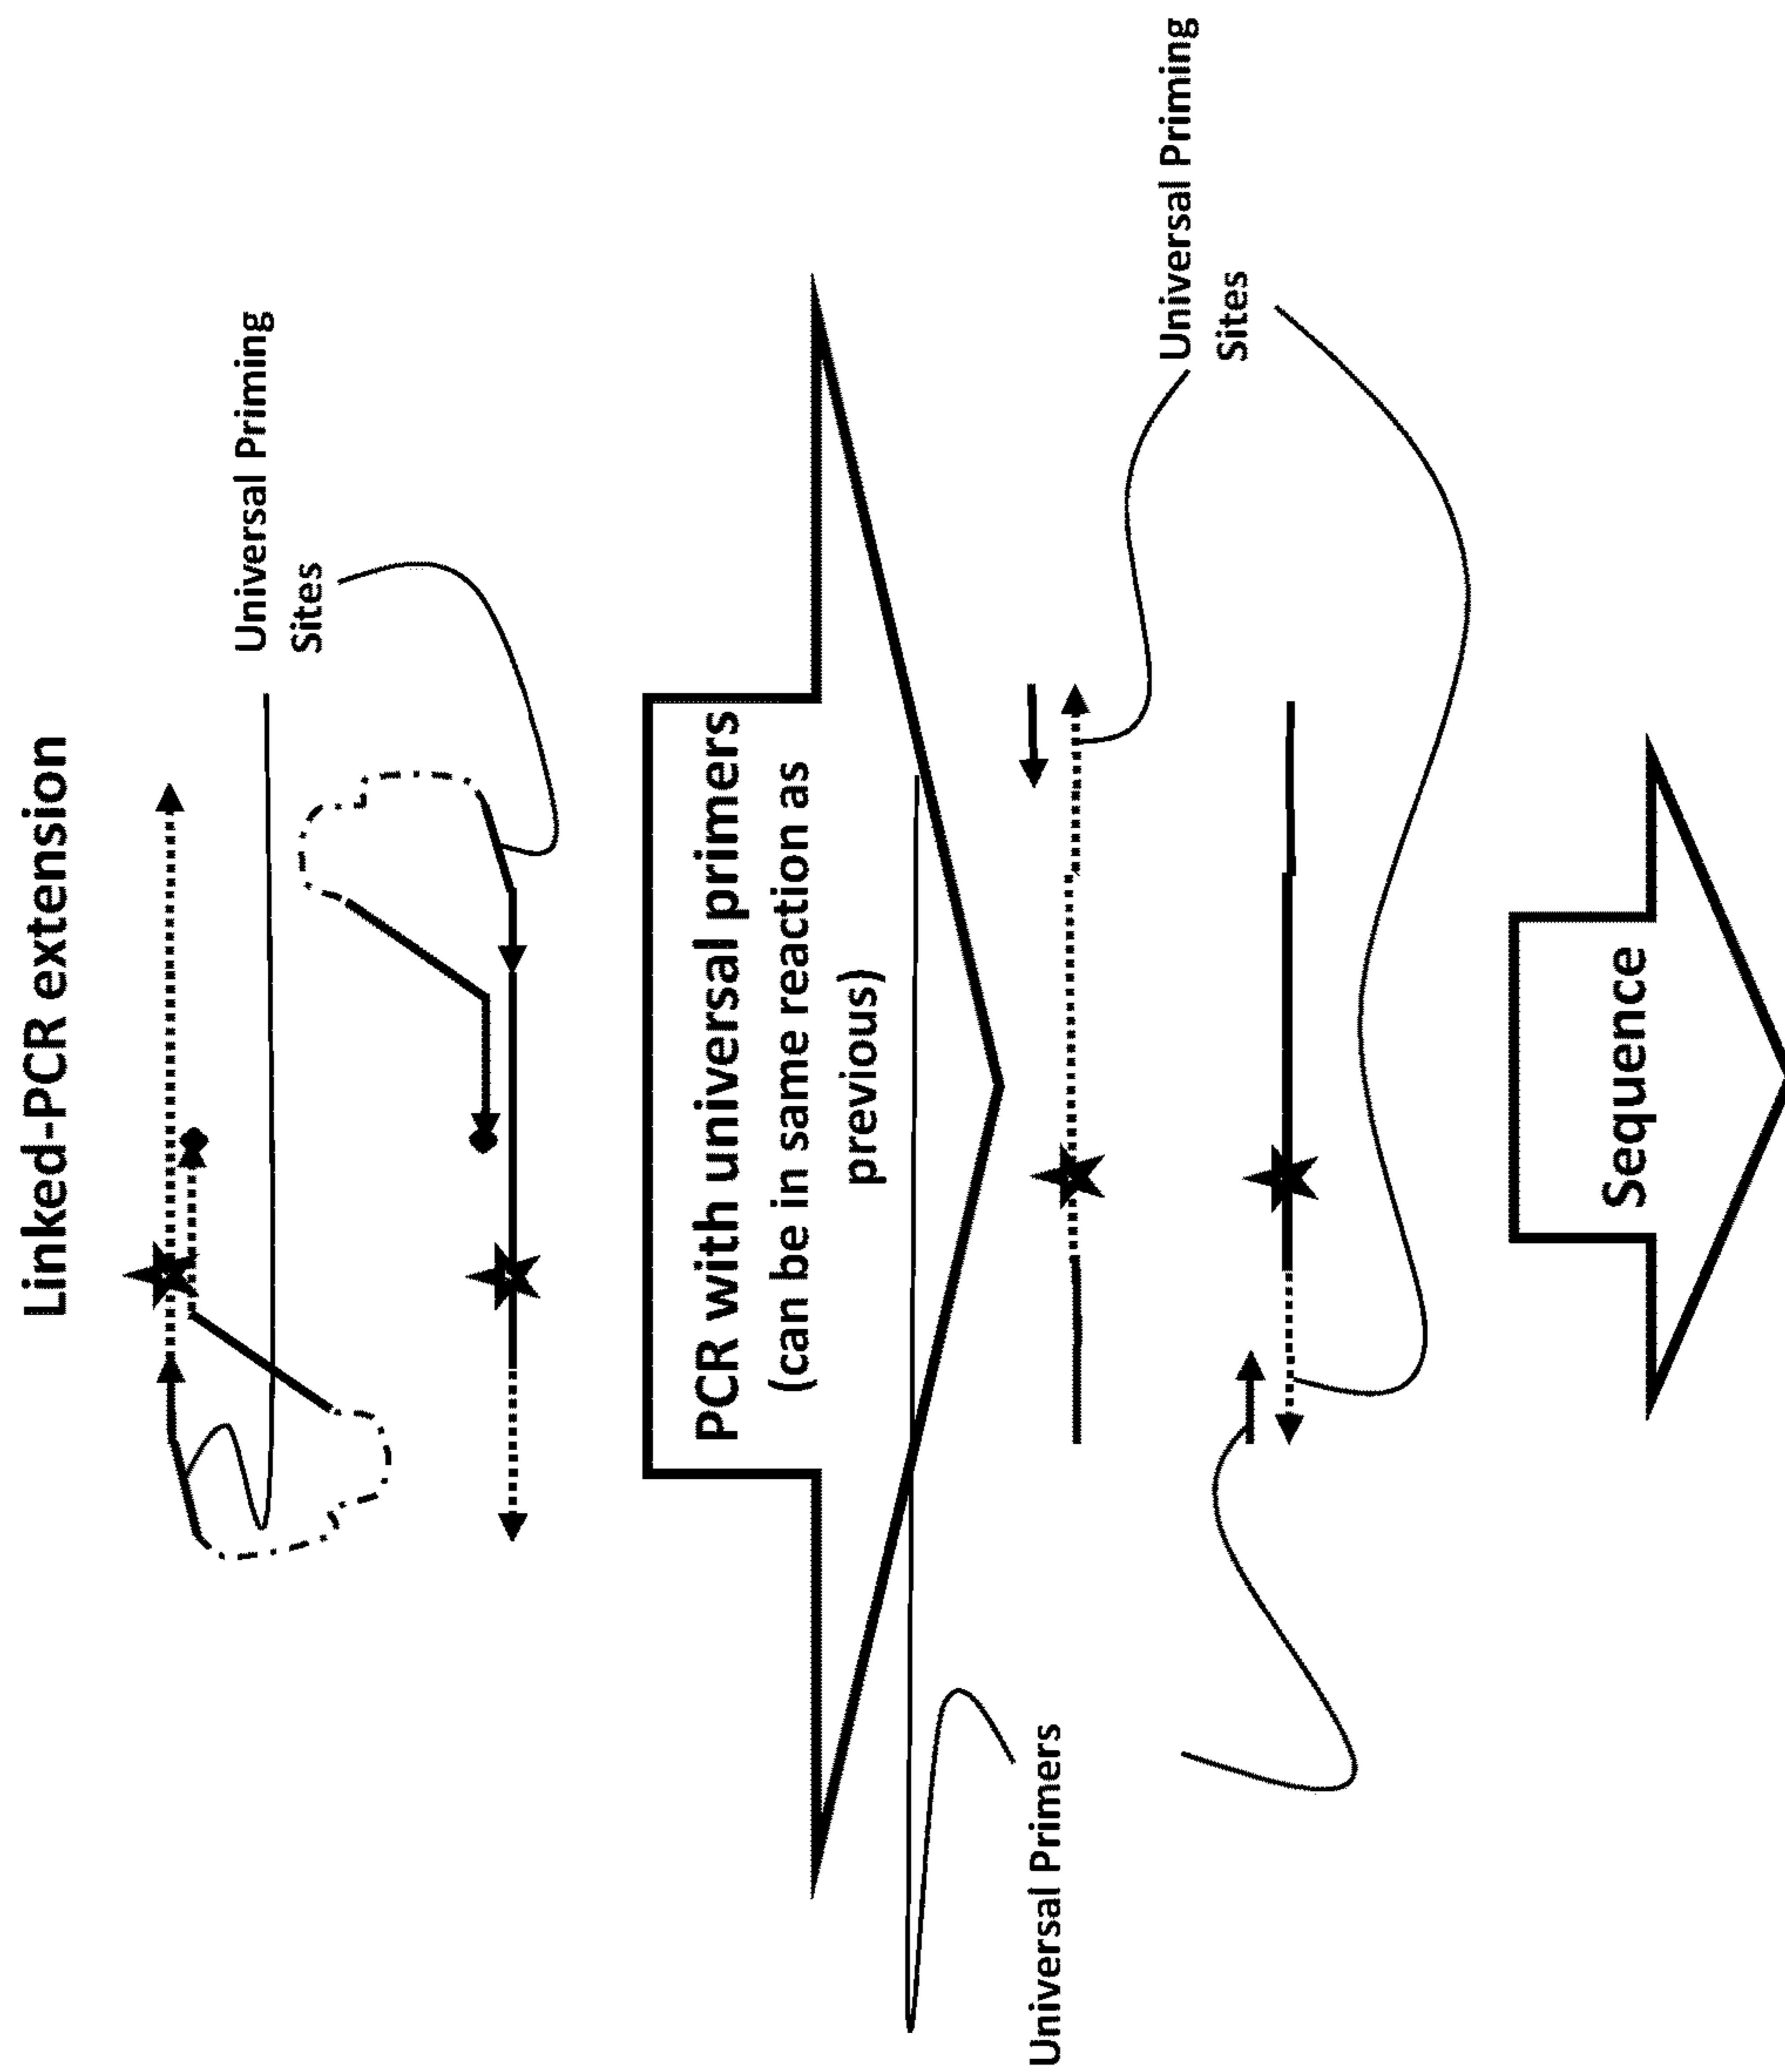 Linked-PCR extension
Universal Priming
Sites
PCR with universal primers
(can be in same reaction as
previous)
Universal Primers
Universal Priming
Sites
Sequence